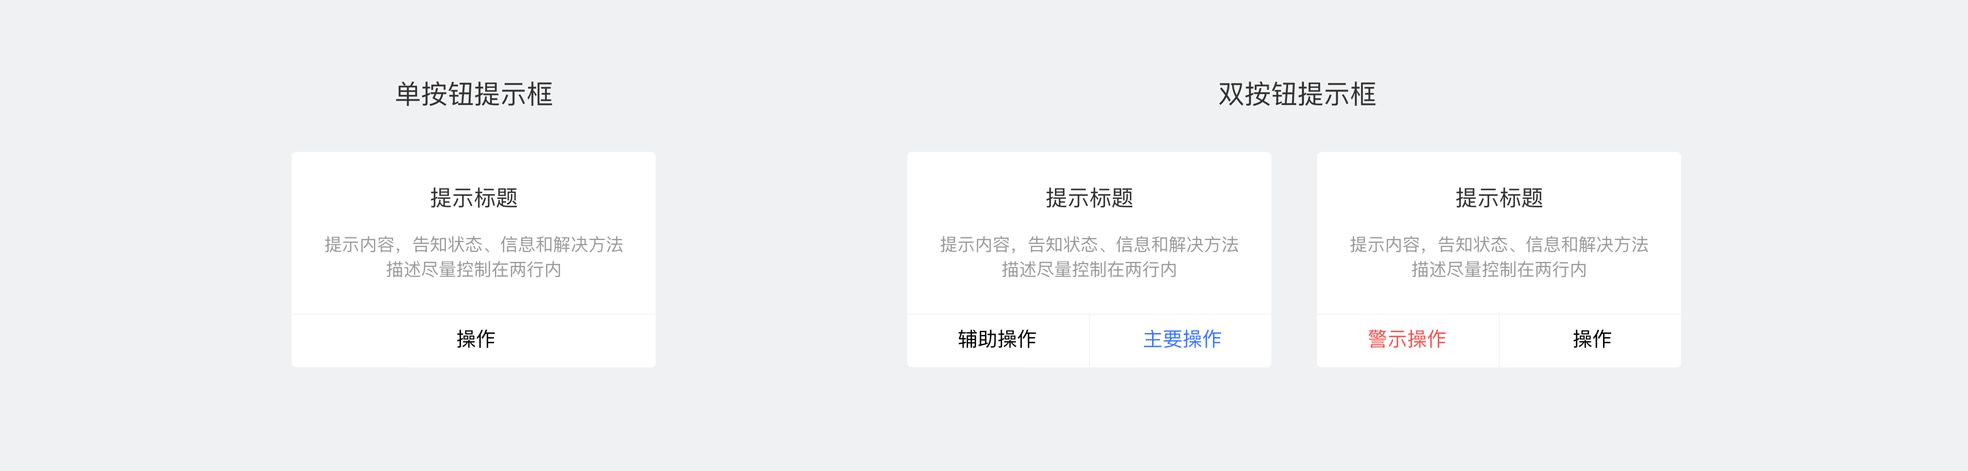 单按钮提示框
提示标题
提示内容，告知状态、信息和解决方法
描述尽量控制在两行内
操作
双按钮提示框
提示标题
提示内容，告知状态、信息和解决方法
描述尽量控制在两行内
辅助操作
主要操作
提示标题
提示内容，告知状态、信息和解决方法
描述尽量控制在两行内
警示操作
操作